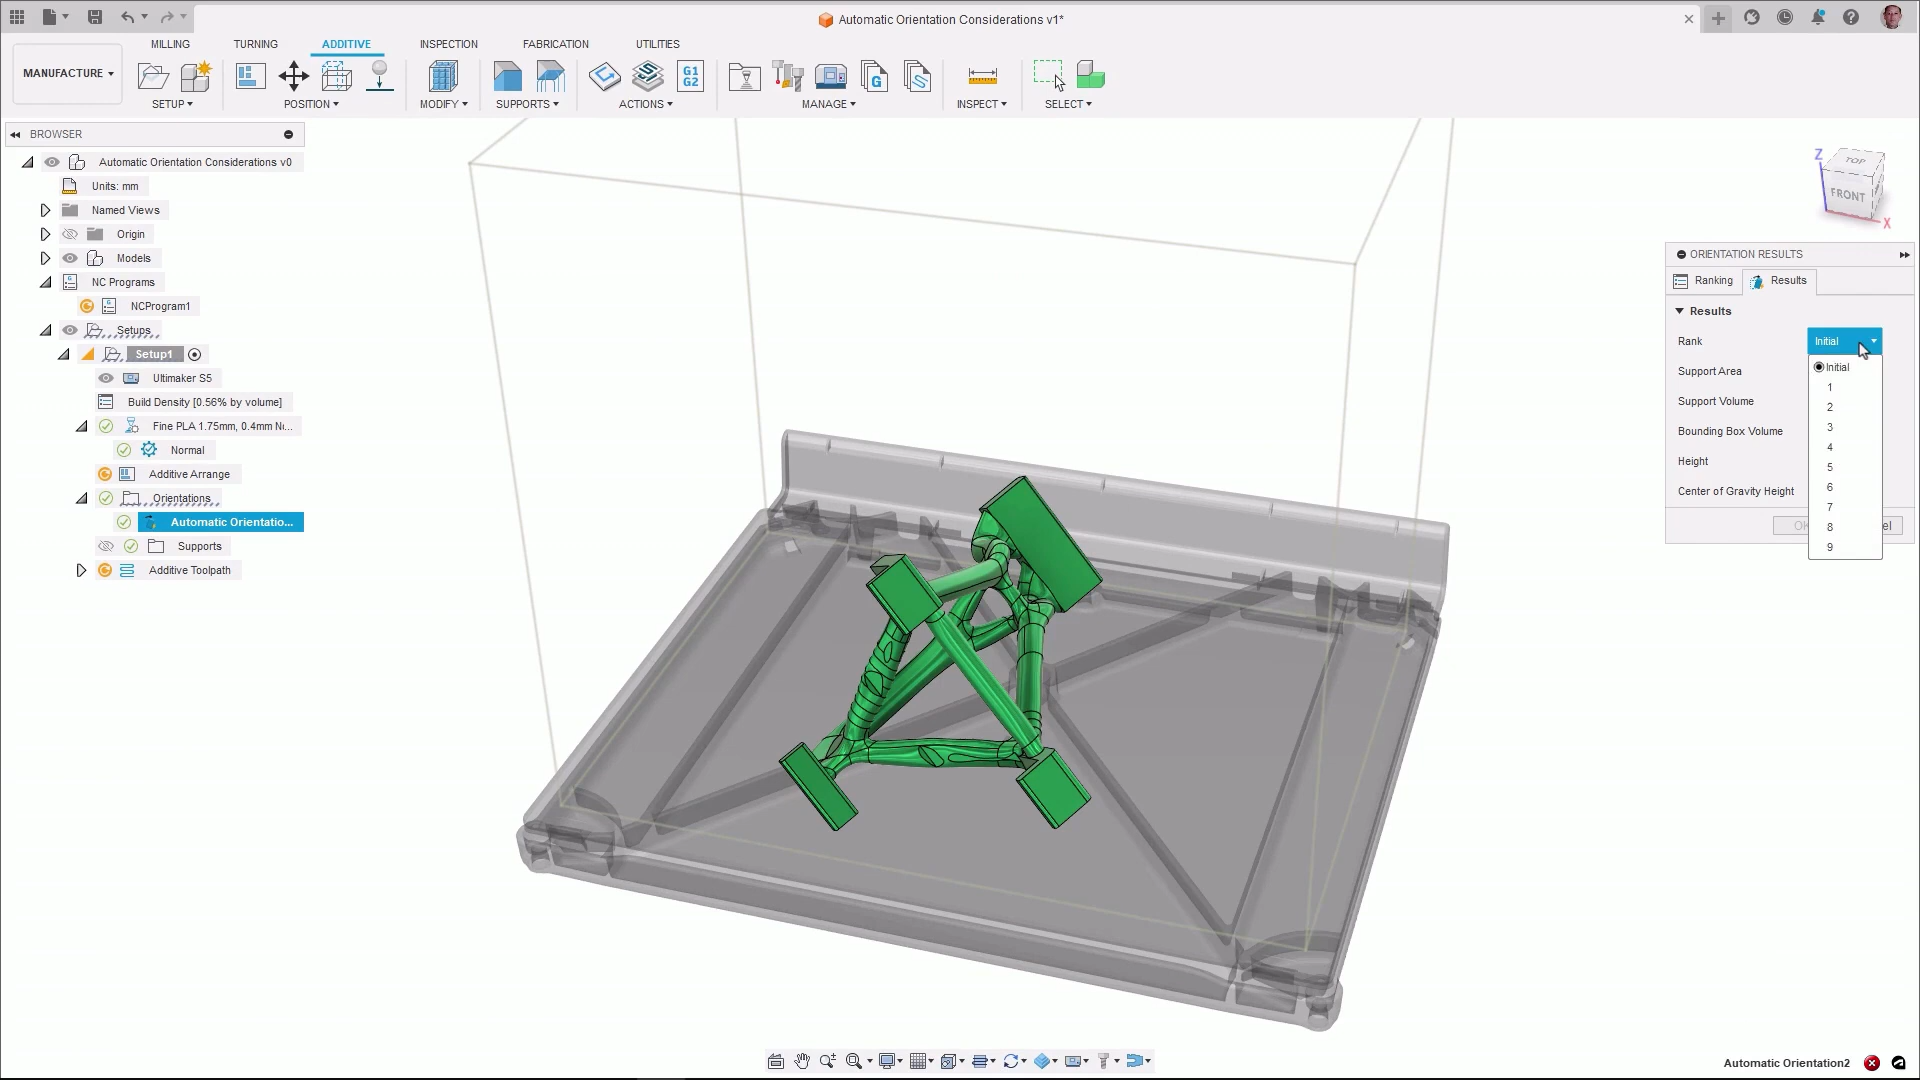 Automatic Orientation Considerations v1*
MANUFACTURE
MILLING
TURNING
ADDITIVE
INSPECTION
FABRICATION
UTILITIES
G1
G2
G
SETUP
POSITION
MODIFY
SUPPORTS
ACTIONS
MANAGE
INSPECT
SELECT
BROWSER
Automatic Orientation Considerations v0
Units: mm
Named Views
Origin
Models
NC Programs
NCProgram1
Setups
Setup1
Ultimaker S5
Build Density [0.56% by volume]
Fine PLA 1.75mm, 0.4mm N...
Normal
Additive Arrange
Orientations
Automatic Orientatio...
Supports
Additive Toolpath
Z
TOP
FRONT
X
ORIENTATION RESULTS
Ranking
Results
Results
Rank
Initial
Support Area
Support Volume
Bounding Box Volume
Height
Center of Gravity Height
Initial
1
2
3
4
5
6
7
8
9
Automatic Orientation2